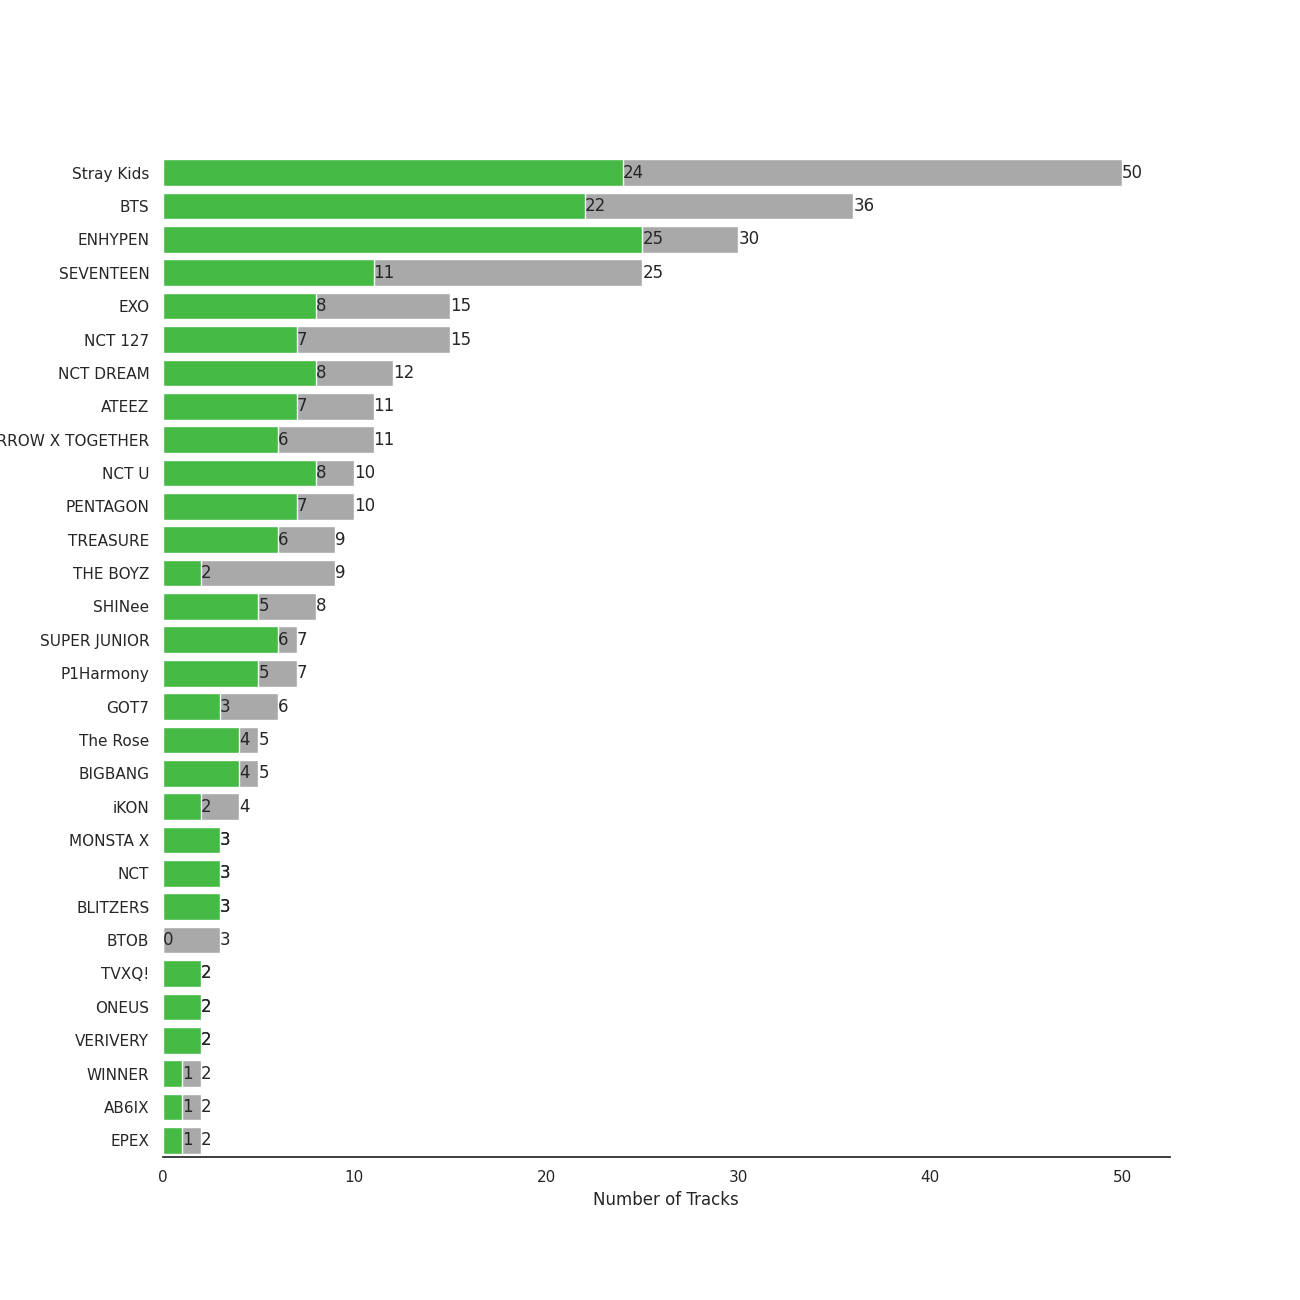 Stray Kids 24 50
BTS 22 36
ENHYPEN 25 30
SEVENTEEN 11 25
EXO 8 15
NCT 127 7 15
NCT DREAM 8 12
ATEEZ 7 11
RROW X TOGETHER 6 11
NCT U 8 10
PENTAGON 7 10
TREASURE 6 9
THE BOYZ 2 9
SHINee 5 8
SUPER JUNIOR 6 7
P1Harmony 5 7
GOT7 3 6
The Rose 4 5
BIGBANG 4 5
iKON 2 4
MONSTA X 3
NCT 3
BLITZERS 3
BTOB 0 3
TVXQ! 2
ONEUS 2
VERIVERY 2
WINNER 1 2
AB6IX 1 2
EPEX 1 2
0 10 20 30 40 50
Number of Tracks